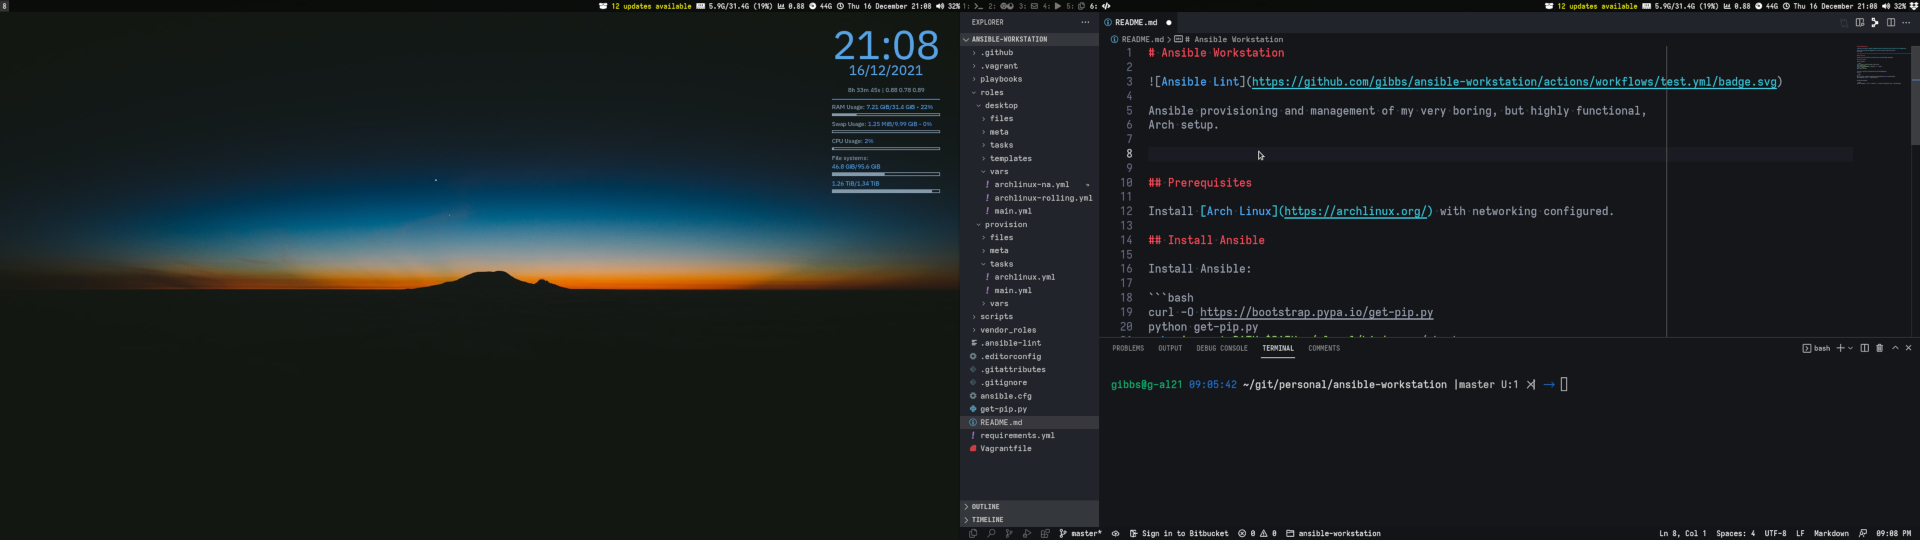 8
12 updates available 5.9G/31.4G (19%) 0.88 44G Thu 16 December 21:08 32%
21:08
16/12/2021
8h 33m 45s | 0.88 0.78 0.89
RAM Usage: 7.21 GiB/31.4 GiB - 22%
Swap Usage: 1.25 MiB/9.99 GiB - 0%
CPU Usage: 2%
File systems:
46.8 GiB/95.6 GiB
1.26 TiB/1.34 TiB
1: 2: 3: 4: 5: 6:
12 updates available 5.9G/31.4G (19%) 0.88 44G Thu 16 December 21:08 32%
EXPLORER
ANSIBLE-WORKSTATION
.github
.vagrant
playbooks
roles
desktop
files
meta
tasks
templates
vars
archlinux-na.yml
archlinux-rolling.yml
main.yml
provision
files
meta
tasks
archlinux.yml
main.yml
vars
scripts
vendor_roles
.ansible-lint
.editorconfig
.gitattributes
.gitignore
ansible.cfg
get-pip.py
README.md
requirements.yml
Vagrantfile
OUTLINE
TIMELINE
README.md
README.md > # Ansible Workstation
1 # Ansible Workstation
2
3 ![Ansible Lint](https://github.com/gibbs/ansible-workstation/actions/workflows/test.yml/badge.svg)
4
5 Ansible provisioning and management of my very boring, but highly functional,
6 Arch setup.
7
8
9
10 ## Prerequisites
11
12 Install [Arch Linux](https://archlinux.org/) with networking configured.
13
14 ## Install Ansible
15
16 Install Ansible:
17
18 ```bash
19 curl -O https://bootstrap.pypa.io/get-pip.py
20 python get-pip.py
PROBLEMS OUTPUT DEBUG CONSOLE TERMINAL COMMENTS
bash
gibbs@g-al21 09:05:42 ~/git/personal/ansible-workstation |master U:1
master* Sign in to Bitbucket 0 0 ansible-workstation
Ln 8, Col 1 Spaces: 4 UTF-8 LF Markdown 09:08 PM